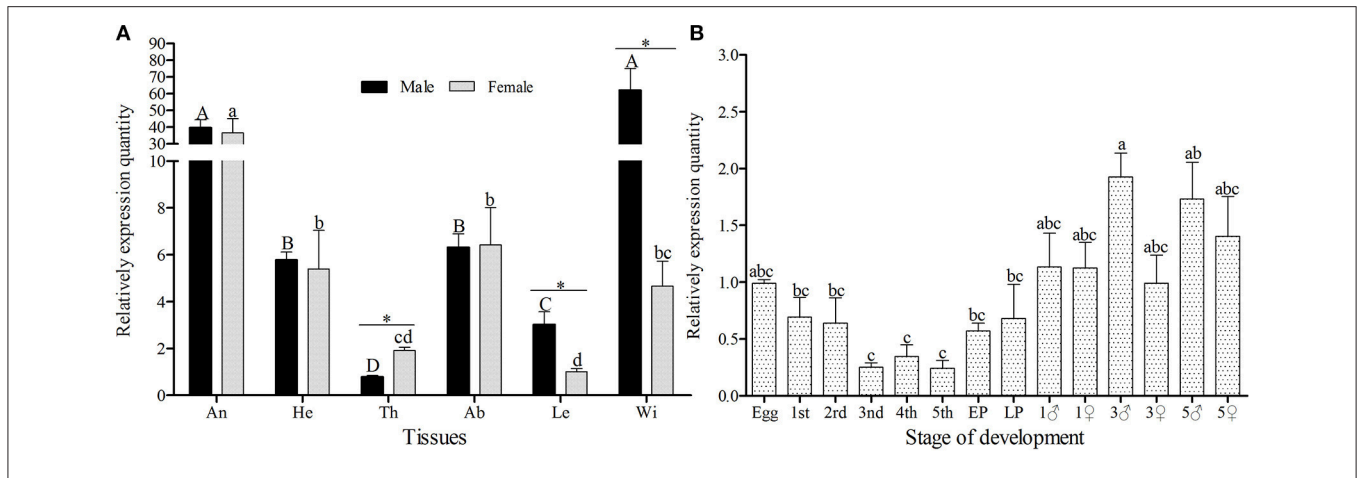 A
Relatively expression quantity
90
80
70
60
50
40
30
10
8
6
4
2
0
Male Female
A a
B b
* D cd
B b
* C d
* A bc
An He Th Ab Le Wi
Tissues
B
Relatively expression quantity
3.0
2.5
2.0
1.5
1.0
0.5
0.0
abc bc bc c c c bc bc abc abc a abc ab abc
Egg 1st 2rd 3nd 4th 5th EP LP 1♂ 1♀ 3♂ 3♀ 5♂ 5♀
Stage of development